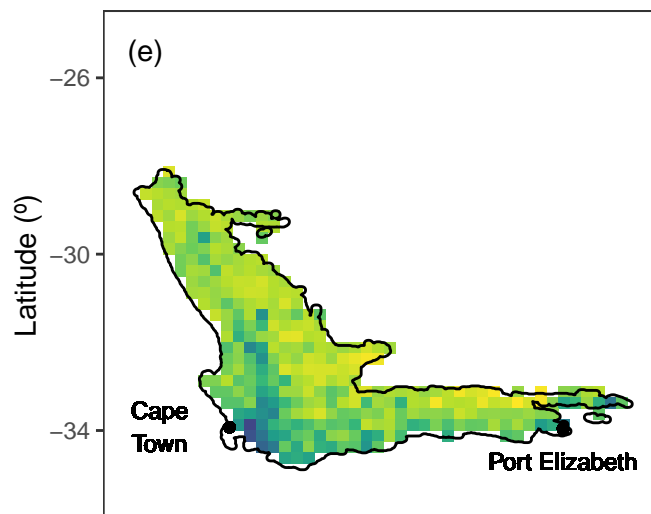 (e)
−26
−30
−34
Latitude (º)
Cape
Town
Port Elizabeth